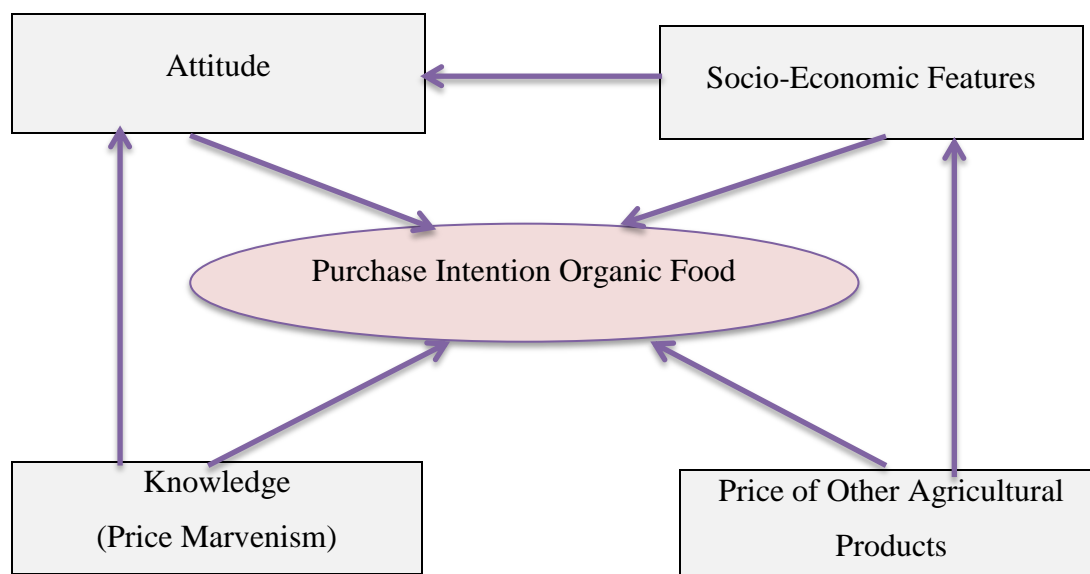 Attitude
Socio-Economic Features
Purchase Intention Organic Food
Knowledge
(Price Marvenism)
Price of Other Agricultural
Products